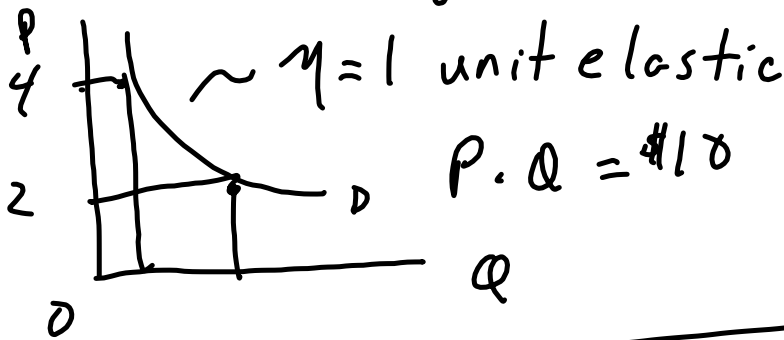 P
4 ~ η = 1 unit elastic
P. Q = $10
2 D
Q
0